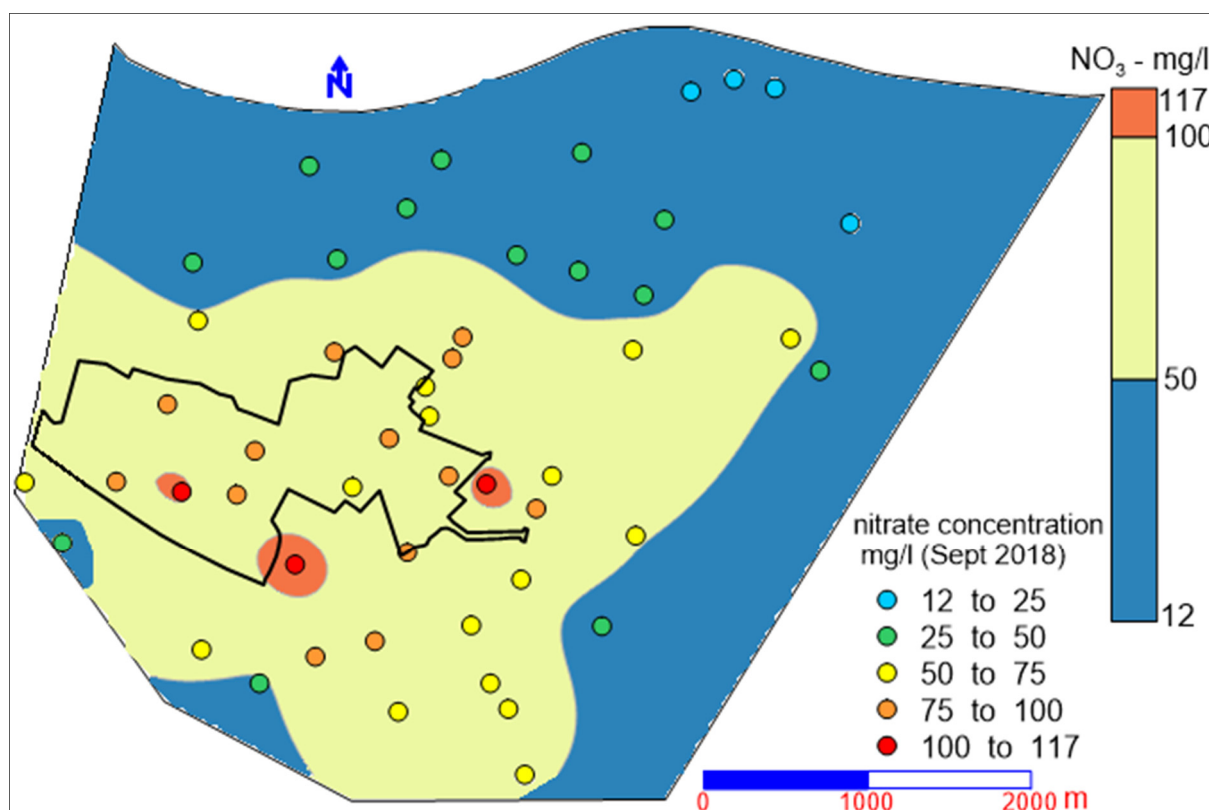 N
NO₃ - mg/l
117
100
50
12
nitrate concentration
mg/l (Sept 2018)
12 to 25
25 to 50
50 to 75
75 to 100
100 to 117
0 1000 2000 m